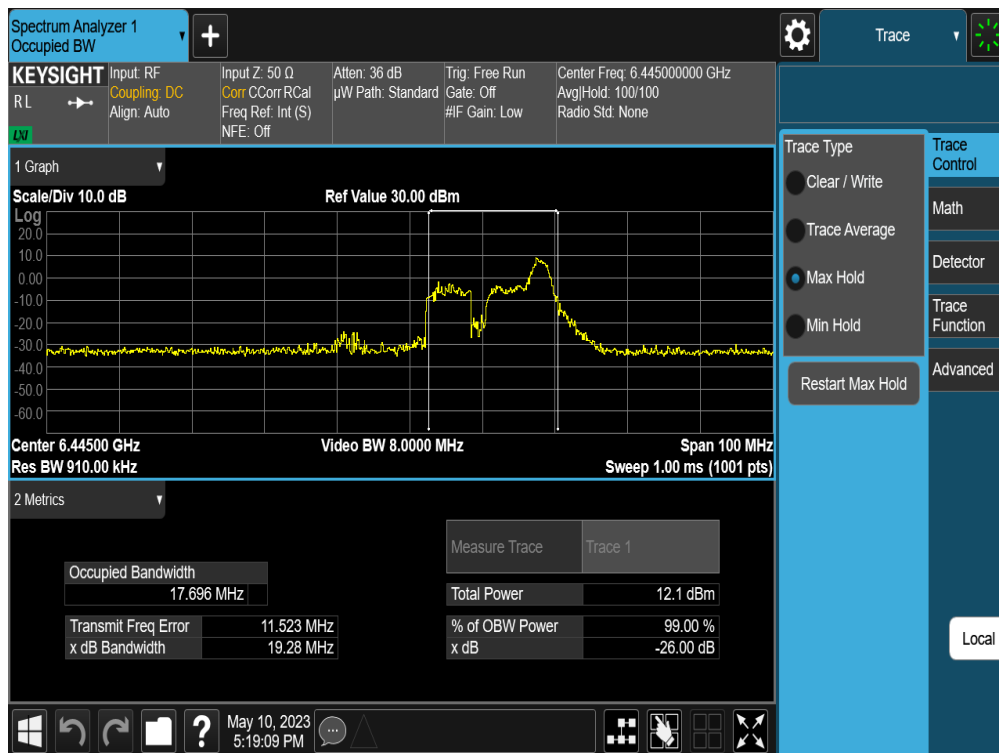 Spectrum Analyzer 1
Occupied BW
+
Trace
KEYSIGHT
RL
LXI
Input: RF
Coupling: DC
Align: Auto
Input Z: 50 Ω
Corr CCorr RCal
Freq Ref: Int (S)
NFE: Off
Atten: 36 dB
µW Path: Standard
Trig: Free Run
Gate: Off
#IF Gain: Low
Center Freq: 6.445000000 GHz
Avg|Hold: 100/100
Radio Std: None
1 Graph
Scale/Div 10.0 dB
Ref Value 30.00 dBm
Log
20.0
10.0
0.00
-10.0
-20.0
-30.0
-40.0
-50.0
-60.0
Center 6.44500 GHz
Video BW 8.0000 MHz
Span 100 MHz
Res BW 910.00 kHz
Sweep 1.00 ms (1001 pts)
2 Metrics
Measure Trace
Trace 1
Occupied Bandwidth
17.696 MHz
Total Power
12.1 dBm
Transmit Freq Error
11.523 MHz
% of OBW Power
99.00 %
x dB Bandwidth
19.28 MHz
x dB
-26.00 dB
Trace Type
Clear / Write
Trace Average
Max Hold
Min Hold
Restart Max Hold
Trace
Control
Math
Detector
Trace
Function
Advanced
Local
?
May 10, 2023
5:19:09 PM